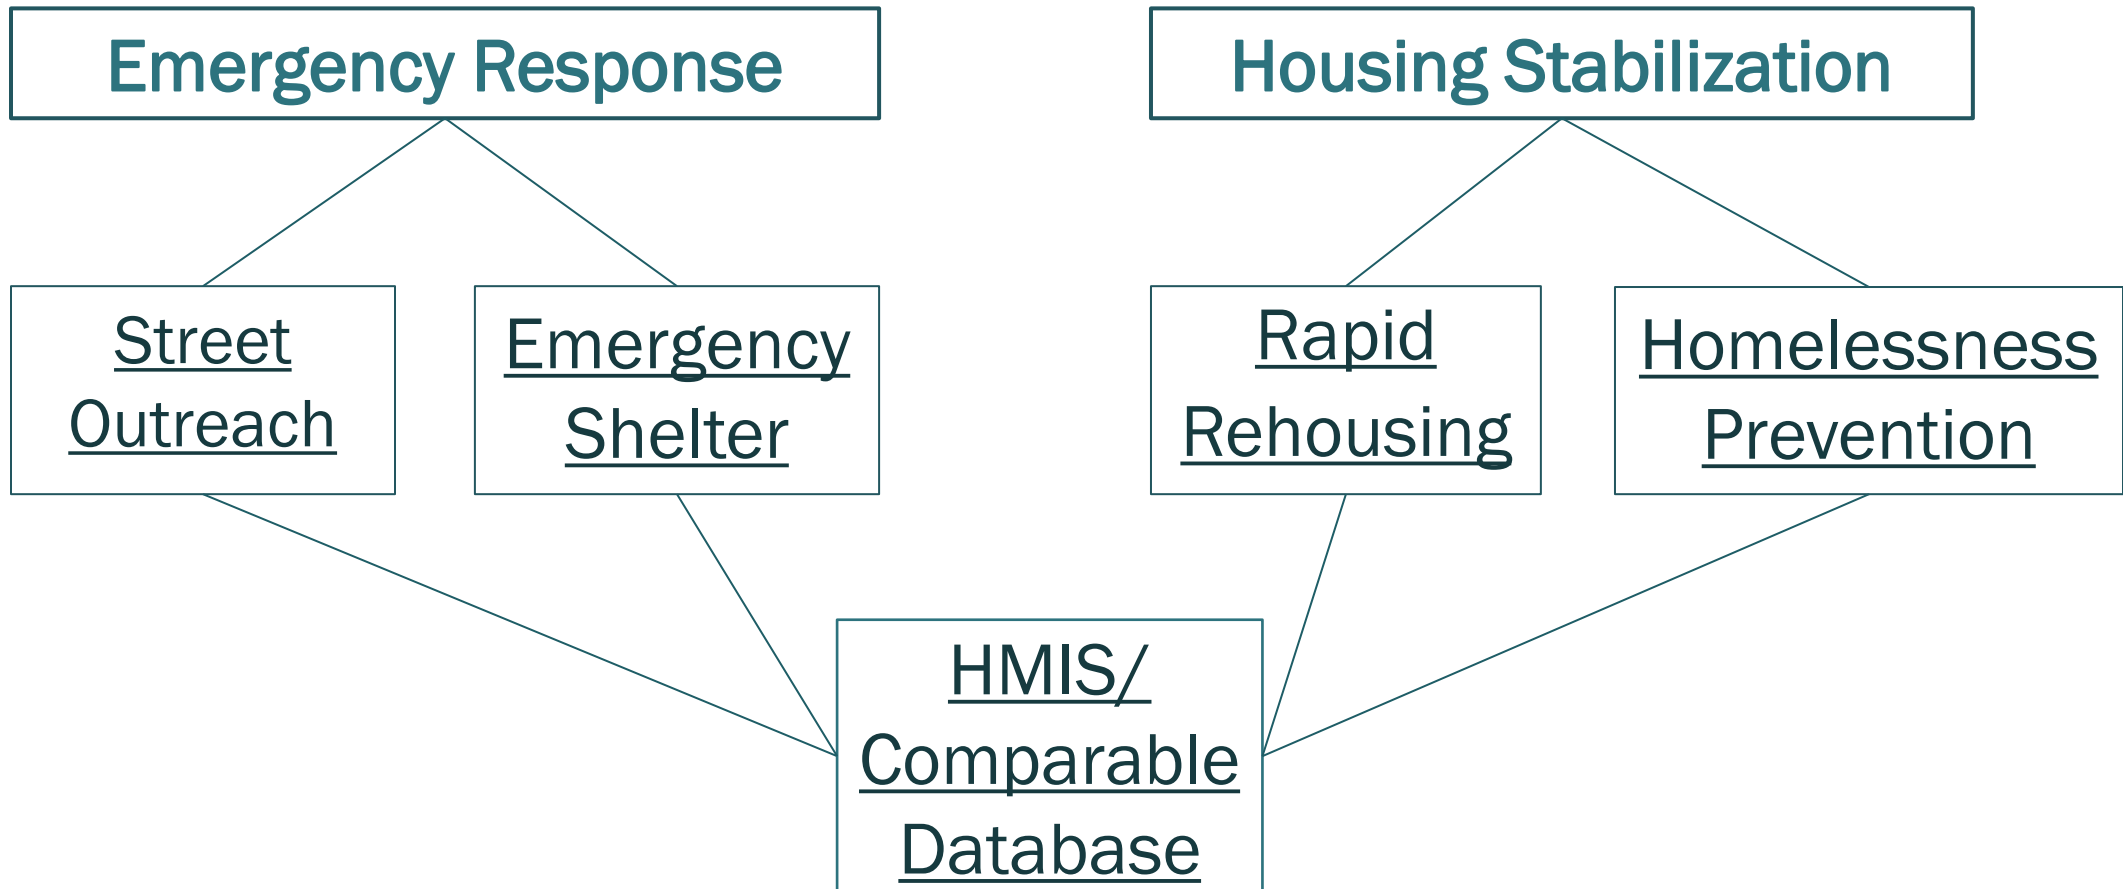 Emergency Response
Housing Stabilization
Street
Outreach
Emergency
Shelter
Rapid
Rehousing
Homelessness
Prevention
HMIS/
Comparable
Database